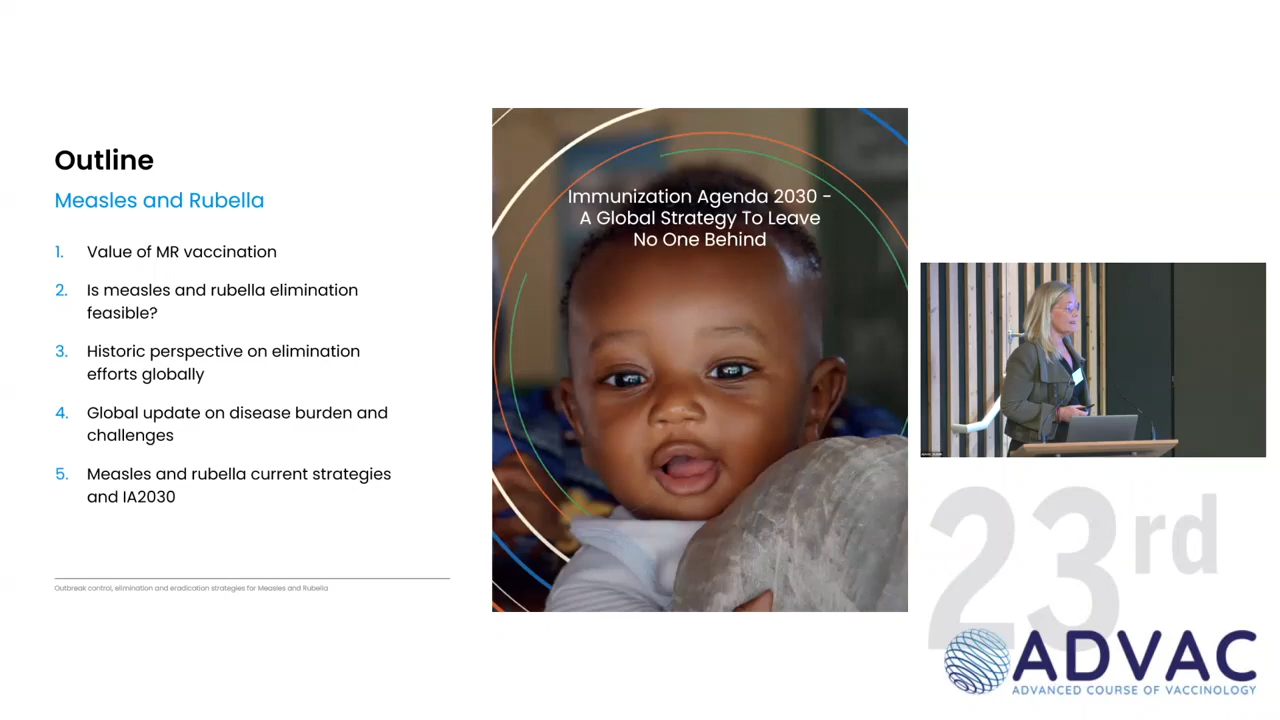 Outline
Measles and Rubella
1. Value of MR vaccination
2. Is measles and rubella elimination
feasible?
3. Historic perspective on elimination
efforts globally
4. Global update on disease burden and
challenges
5. Measles and rubella current strategies
and IA2030
Outbreak control, elimination and eradication strategies for Measles and Rubella
Immunization Agenda 2030 -
A Global Strategy To Leave
No One Behind
23rd
ADVAC
ADVANCED COURSE OF VACCINOLOGY